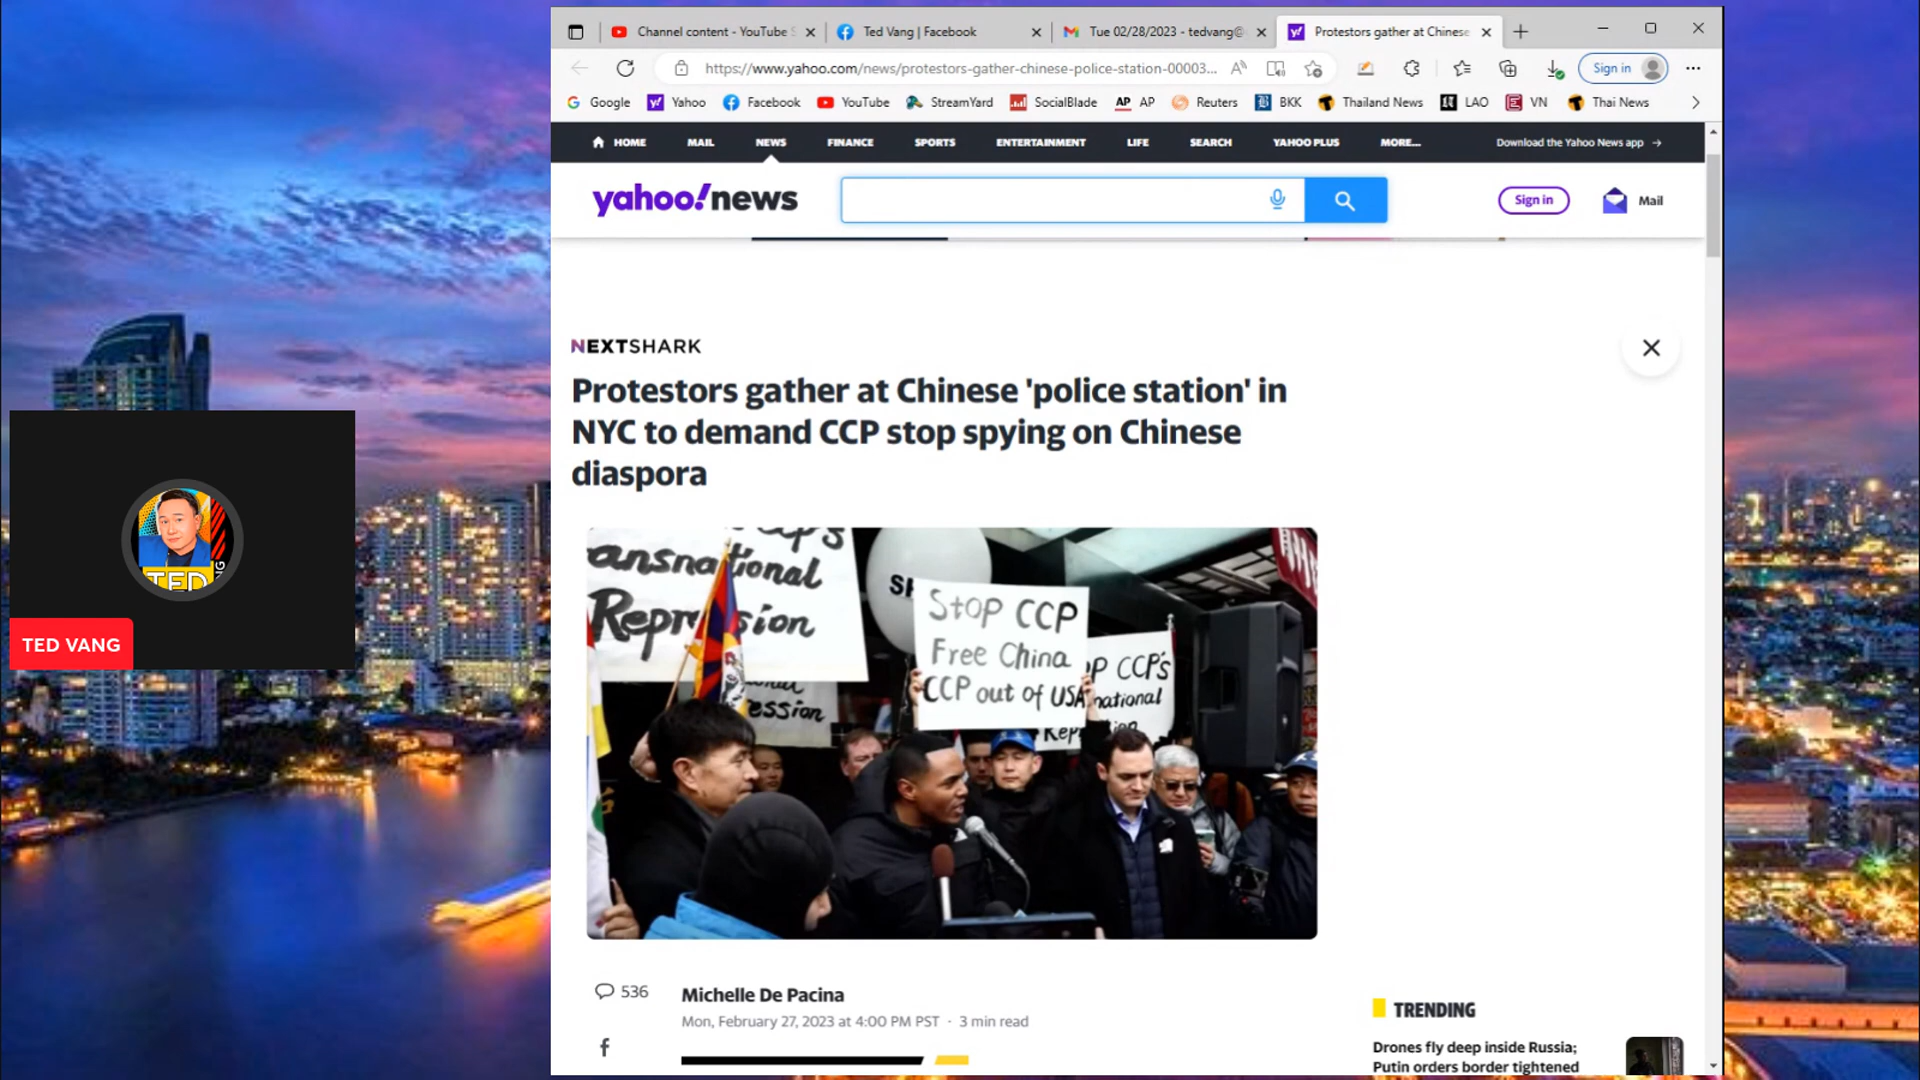 Channel content - YouTube S
Ted Vang | Facebook
Tue 02/28/2023 - tedvang@
Protestors gather at Chinese
https://www.yahoo.com/news/protestors-gather-chinese-police-station-00003...
Sign in
Google
Yahoo
Facebook
YouTube
StreamYard
SocialBlade
AP AP
Reuters
BKK
Thailand News
LAO
VN
Thai News
HOME
MAIL
NEWS
FINANCE
SPORTS
ENTERTAINMENT
LIFE
SEARCH
YAHOO PLUS
MORE...
Download the Yahoo News app →
yahoo!news
Sign in
Mail
NEXTSHARK
Protestors gather at Chinese 'police station' in
NYC to demand CCP stop spying on Chinese
diaspora
ansnational
Repression
ession
Stop CCP
Free China
CCP out of USA
P CCP's
national
TED
TED VANG
536
Michelle De Pacina
Mon, February 27, 2023 at 4:00 PM PST · 3 min read
TRENDING
Drones fly deep inside Russia;
Putin orders border tightened